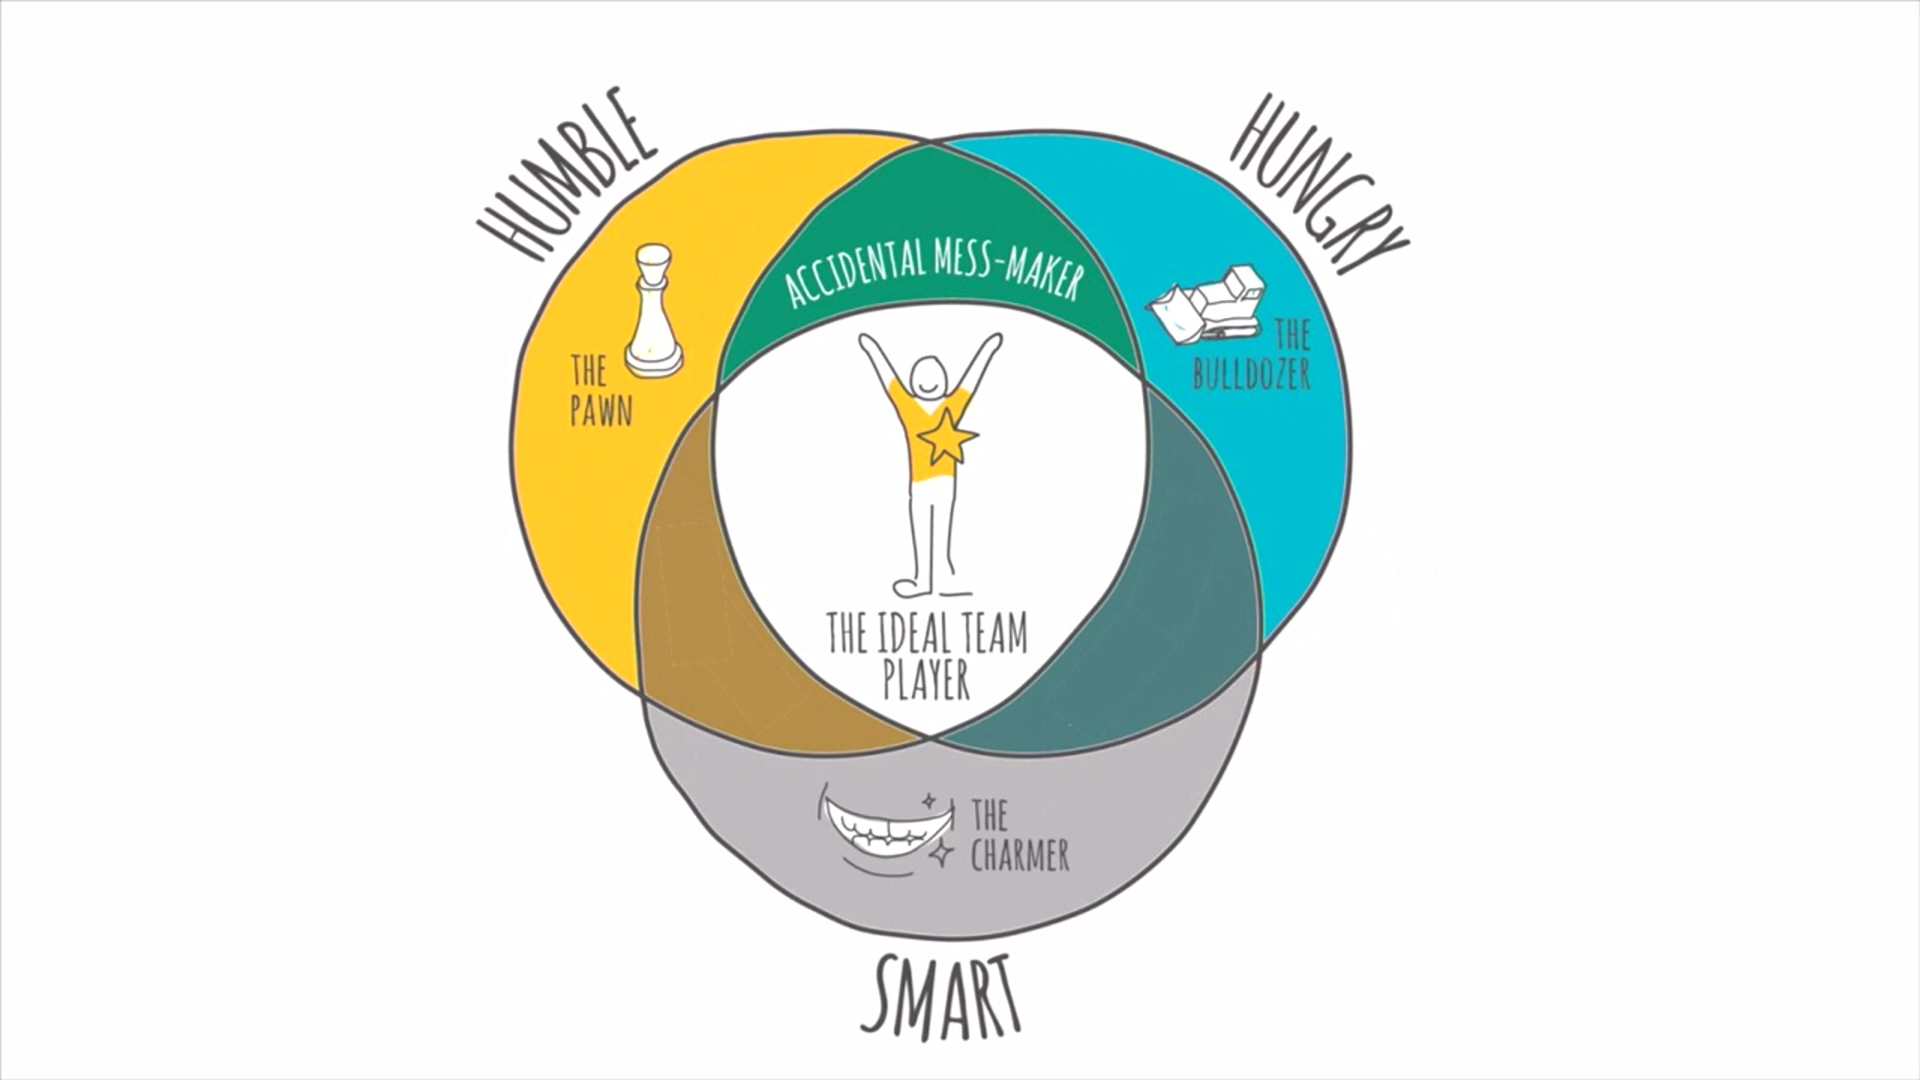 HUMBLE
HUNGRY
ACCIDENTAL MESS-MAKER
THE
PAWN
THE
BULLDOZER
THE IDEAL TEAM
PLAYER
THE
CHARMER
SMART